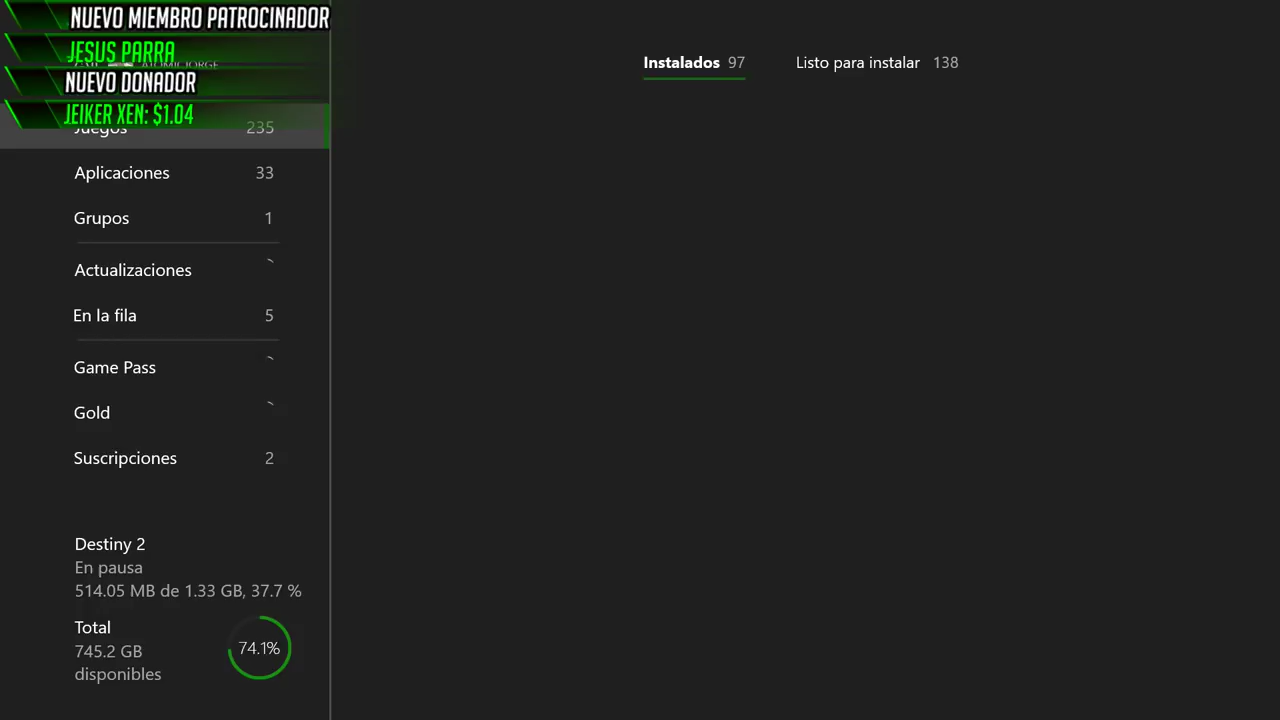 NUEVO MIEMBRO PATROCINADOR
JESUS PARRA
NUEVO DONADOR
JEIKER XEN: $1.04
Juegos 235
Aplicaciones 33
Grupos 1
Actualizaciones
En la fila 5
Game Pass
Gold
Suscripciones 2
Destiny 2
En pausa
514.05 MB de 1.33 GB, 37.7 %
Total
745.2 GB
disponibles
74.1%
Instalados 97
Listo para instalar 138